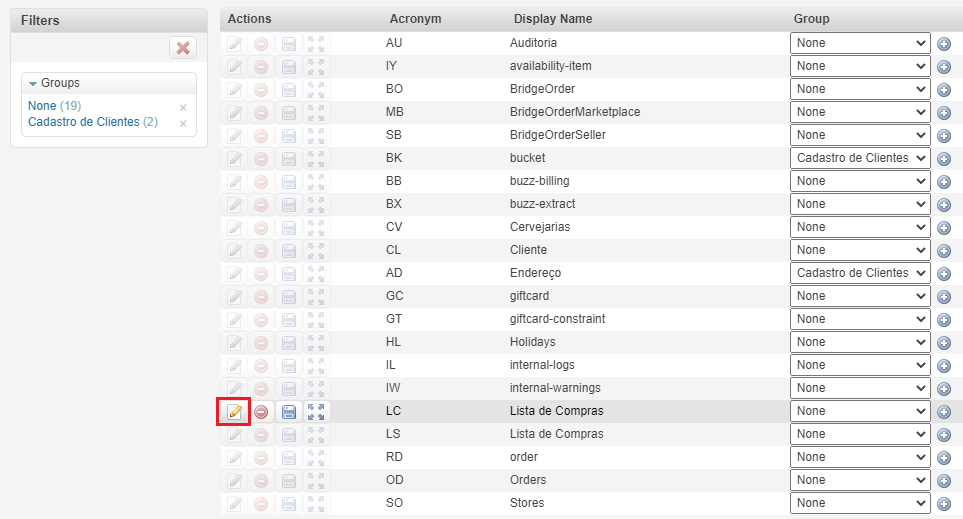 Filters
Groups
None (19)
Cadastro de Clientes (2)
Actions Acronym Display Name Group
AU Auditoria None
IY availability-item None
BO BridgeOrder None
MB BridgeOrderMarketplace None
SB BridgeOrderSeller None
BK bucket Cadastro de Clientes
BB buzz-billing None
BX buzz-extract None
CV Cervejarias None
CL Cliente None
AD Endereço Cadastro de Clientes
GC giftcard None
GT giftcard-constraint None
HL Holidays None
IL internal-logs None
IW internal-warnings None
LC Lista de Compras None
LS Lista de Compras None
RD order None
OD Orders None
SO Stores None